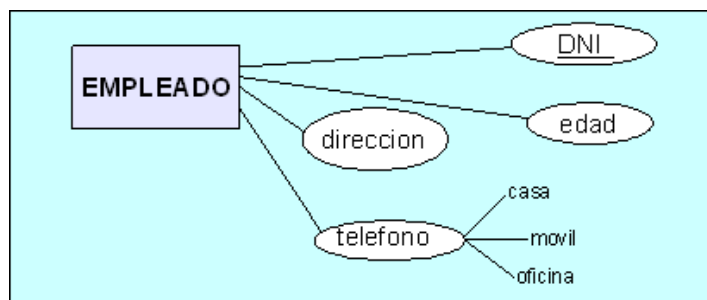 DNI
EMPLEADO
edad
direccion
casa
telefono
movil
oficina